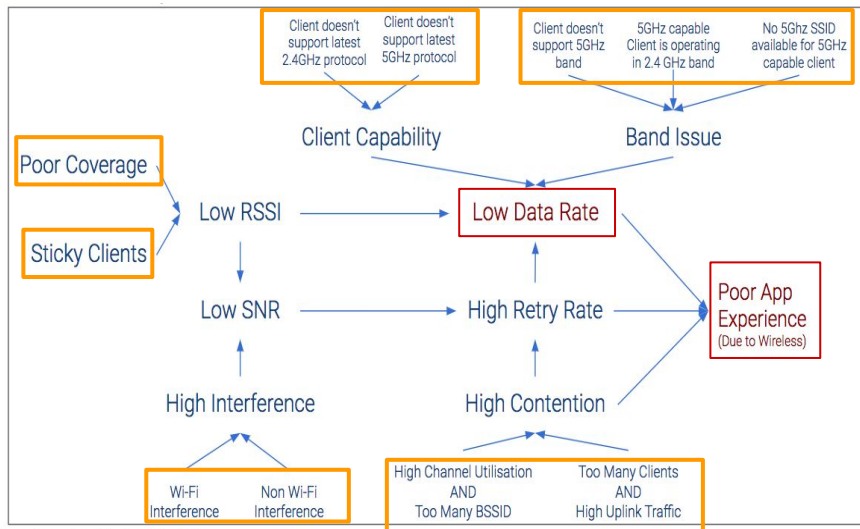 Client doesn't
support latest
2.4GHz protocol
Client does't
support latest
5GHz protocol
Client doesn't
support 5GHz
band
5GHz capable
Client is operating
in 2.4 GHz band
No 5Ghz SSID
available for 5GHz
capable client
Client Capability
Band Issue
Poor Coverage
Low RSSI
Low Data Rate
Sticky Clients
Poor App
Experience
(Due to Wireless)
Low SNR
High Retry Rate
High Interference
High Contention
Wi-Fi
Interference
Non Wi-Fi
Interference
High Channel Utilisation
AND
Too Many BSSID
Too Many Clients
AND
High Uplink Traffic